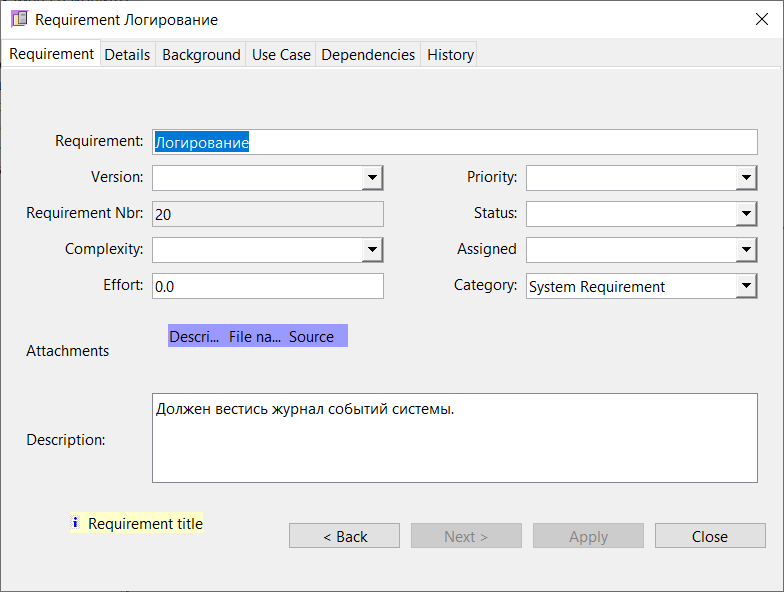 Requirement Логирование
Requirement Details Background Use Case Dependencies History
Requirement: Логирование
Version: Priority:
Requirement Nbr: 20 Status:
Complexity: Assigned
Effort: 0.0 Category: System Requirement
Descri... File na... Source
Attachments
Description: Должен вестись журнал событий системы.
i Requirement title
< Back Next > Apply Close